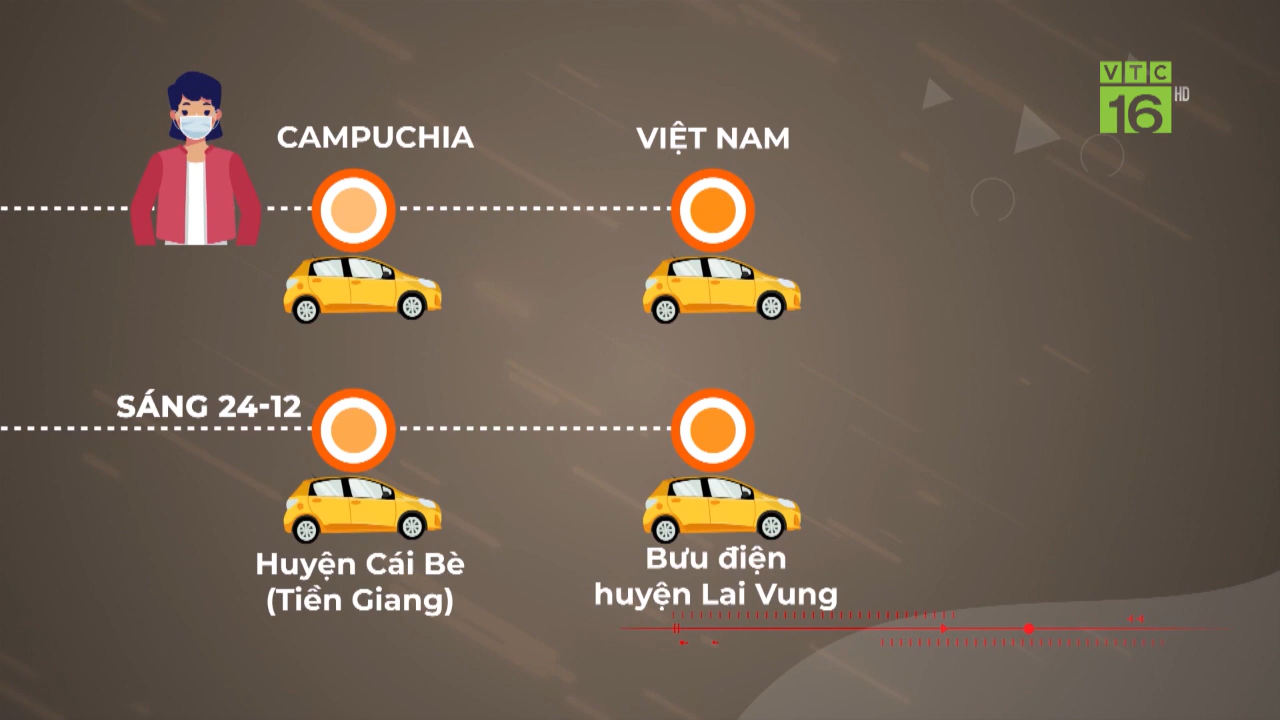 VTC
16
HD
CAMPUCHIA
VIỆT NAM
SÁNG 24-12
Huyện Cái Bè
(Tiền Giang)
Bưu điện
huyện Lai Vung